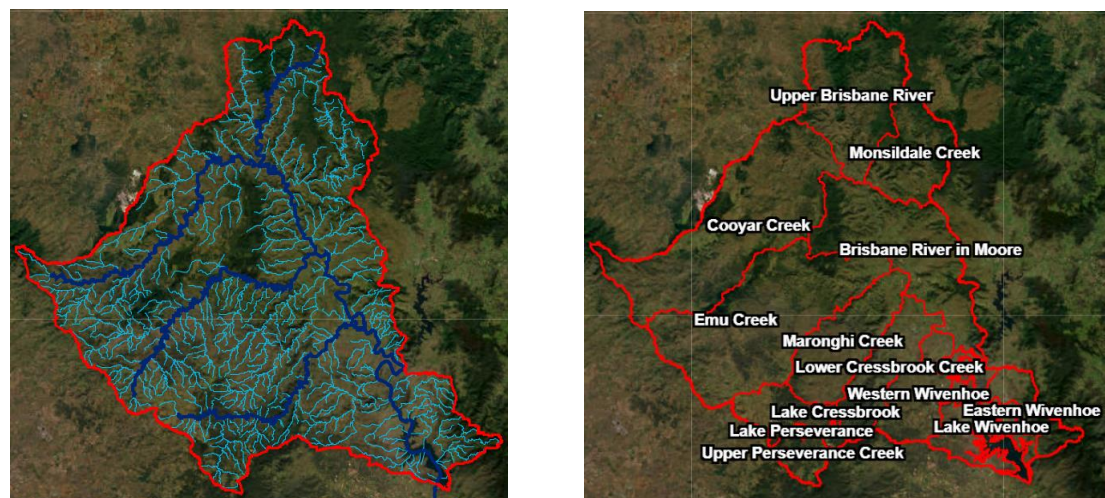 Upper Brisbane River
Monsildale Creek
Cooyar Creek
Brisbane River in Moore
Emu Creek
Maronghi Creek
Lower Cressbrook Creek
Western Wivenhoe
Lake Cressbrook
Eastern Wivenhoe
Lake Perseverance
Lake Wivenhoe
Upper Perseverance Creek